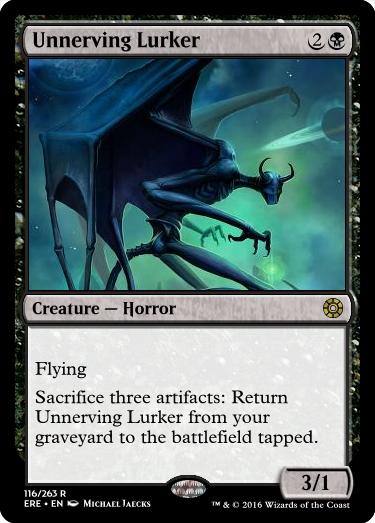 Unnerving Lurker 2
Creature — Horror
Flying
Sacrifice three artifacts: Return
Unnerving Lurker from your
graveyard to the battlefield tapped.
3/1
116/263 R
ERE • EN Michael Jaecks
™ & © 2016 Wizards of the Coast